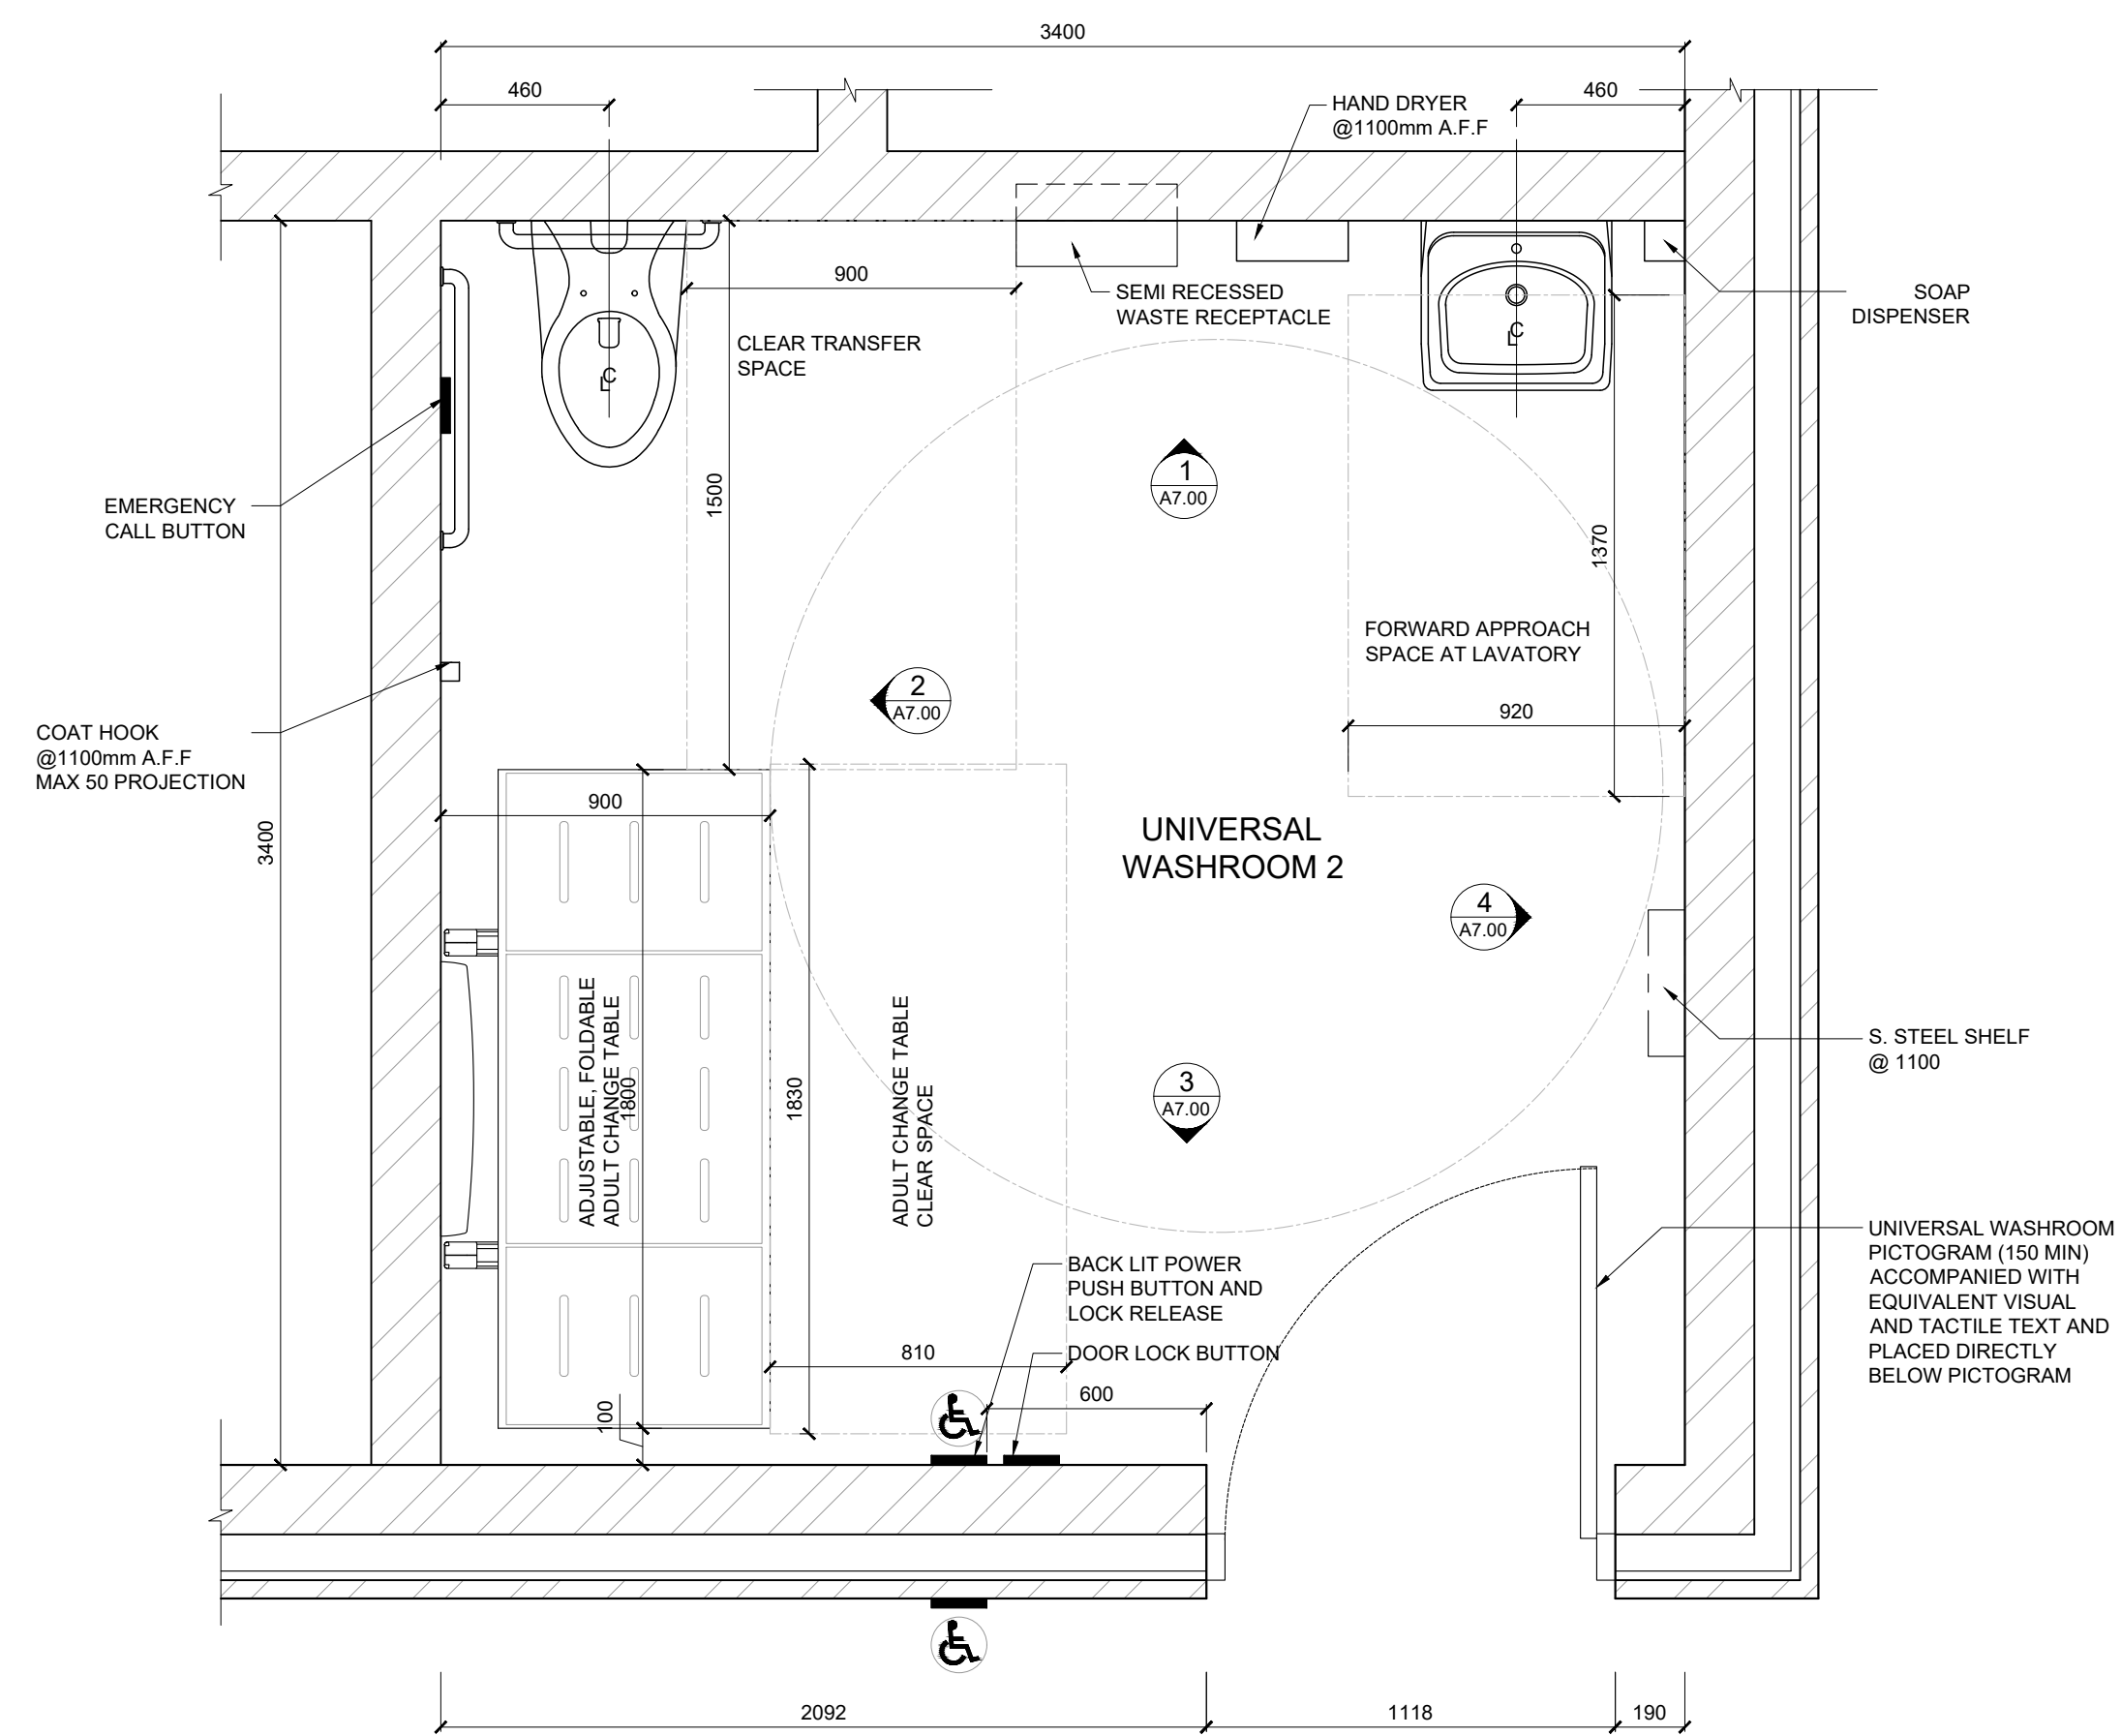 3400
460
460
HAND DRYER
@1100mm A.F.F
900
SEMI RECESSED
WASTE RECEPTACLE
SOAP
DISPENSER
CLEAR TRANSFER
SPACE
CL
CL
1
A7.00
1500
EMERGENCY
CALL BUTTON
1370
FORWARD APPROACH
SPACE AT LAVATORY
2
A7.00
920
COAT HOOK
@1100mm A.F.F
MAX 50 PROJECTION
900
3400
UNIVERSAL
WASHROOM 2
4
A7.00
ADJUSTABLE, FOLDABLE
ADULT CHANGE TABLE
1800
1830
ADULT CHANGE TABLE
CLEAR SPACE
S. STEEL SHELF
@ 1100
3
A7.00
UNIVERSAL WASHROOM
PICTOGRAM (150 MIN)
ACCOMPANIED WITH
EQUIVALENT VISUAL
AND TACTILE TEXT AND
PLACED DIRECTLY
BELOW PICTOGRAM
BACK LIT POWER
PUSH BUTTON AND
LOCK RELEASE
810
DOOR LOCK BUTTON
600
100
2092
1118
190